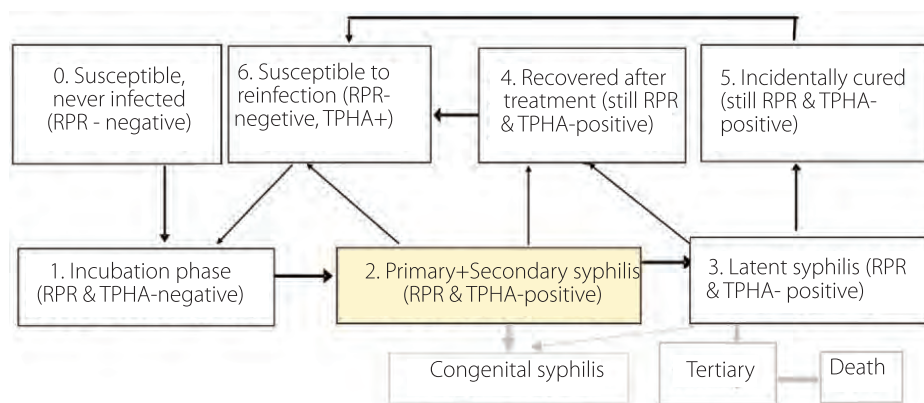 0. Susceptible,
never infected
(RPR - negative)
6. Susceptible to
reinfection (RPR-
negetive, TPHA+)
4. Recovered after
treatment (still RPR
& TPHA-positive)
5. Incidentally cured
(still RPR & TPHA-
positive)
1. Incubation phase
(RPR & TPHA-negative)
2. Primary+Secondary syphilis
(RPR & TPHA-positive)
3. Latent syphilis (RPR
& TPHA- positive)
Congenital syphilis
Tertiary
Death